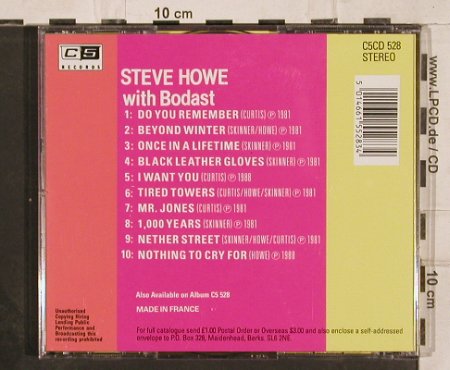 10 cm
C5
RECORDS
C5CD 528
STEREO
STEVE HOWE
with Bodast
1: DO YOU REMEMBER (CURTIS) ℗ 1981
2: BEYOND WINTER (SKINNER/HOWE) ℗ 1981
3: ONCE IN A LIFETIME (SKINNER) ℗ 1981
4: BLACK LEATHER GLOVES (SKINNER) ℗ 1981
5: I WANT YOU (CURTIS) ℗ 1988
6: TIRED TOWERS (CURTIS/HOWE/SKINNER) ℗ 1981
7: MR. JONES (CURTIS) ℗ 1981
8: 1,000 YEARS (SKINNER) ℗ 1981
9: NETHER STREET (SKINNER/HOWE/CURTIS) ℗ 1981
10: NOTHING TO CRY FOR (HOWE) ℗ 1988
5 014661 552834
www.LPCD.de / CD
10 cm
Also Available on Album C5 528
MADE IN FRANCE
Unauthorised
Copying Hiring
Lending Public
Performance and
Broadcasting this
recording prohibited
For full catalogue send £1.00 Postal Order or Overseas $3.00 and also enclose a self-addressed
envelope to P.O. Box 328, Maidenhead, Berks. SL6 2NE.